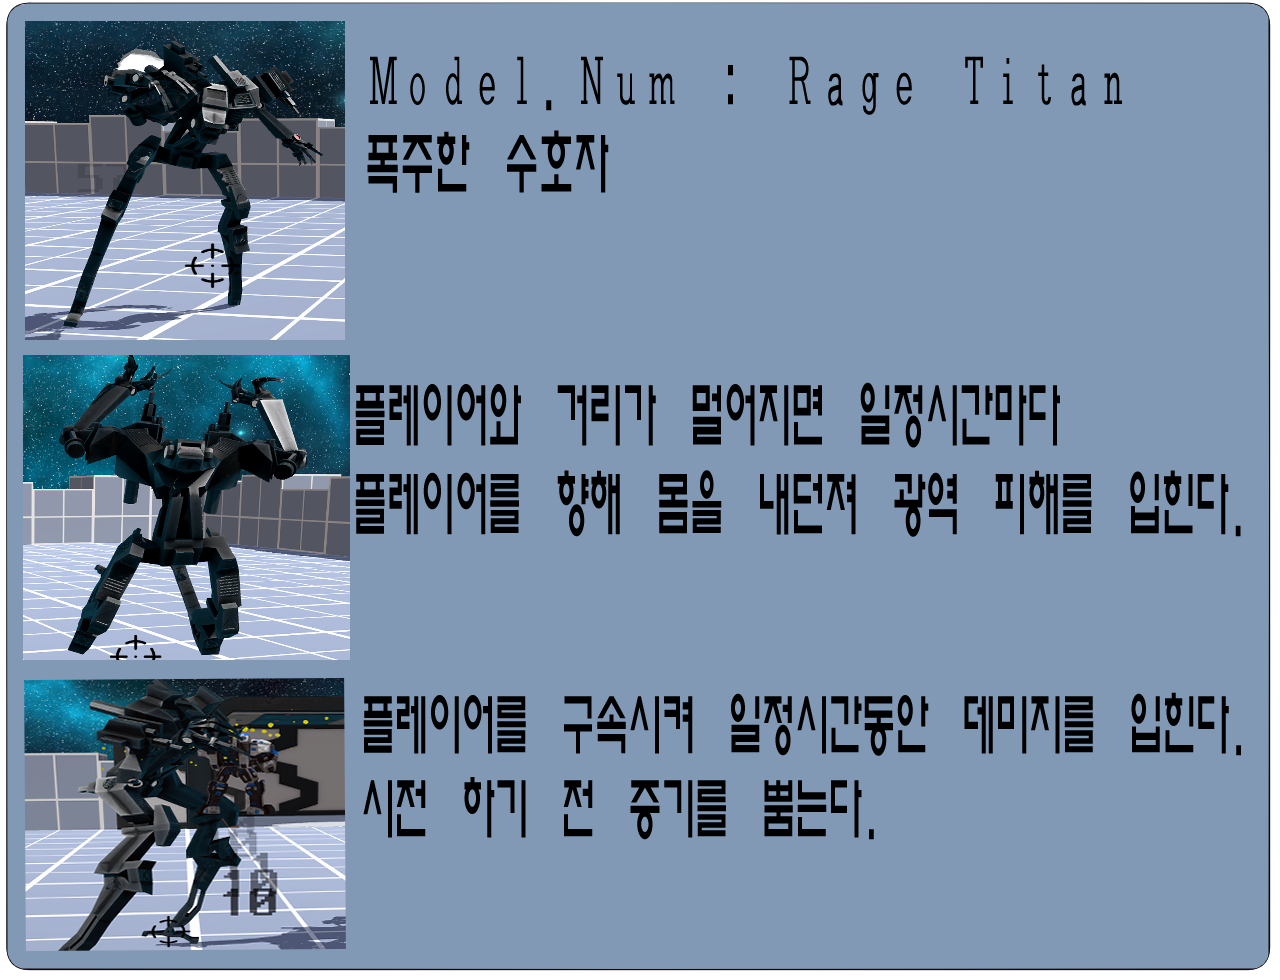 Model.Num : Rage Titan
폭주한 수호자
플레이어와 거리가 멀어지면 일정시간마다
플레이어를 향해 몸을 내던져 광역 피해를 입힌다.
플레이어를 구속시켜 일정시간동안 데미지를 입힌다.
시전 하기 전 증기를 뿜는다.
10